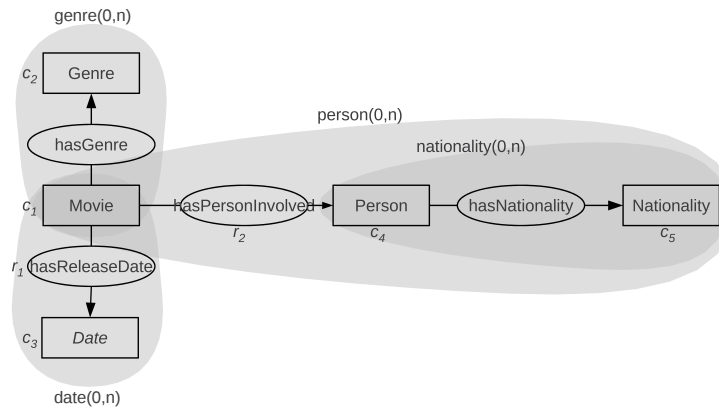 genre(0,n)
c2 Genre
person(0,n)
hasGenre
nationality(0,n)
c1 Movie hasPersonInvolved Person hasNationality Nationality
r2 c4 c5
r1 hasReleaseDate
c3 Date
date(0,n)